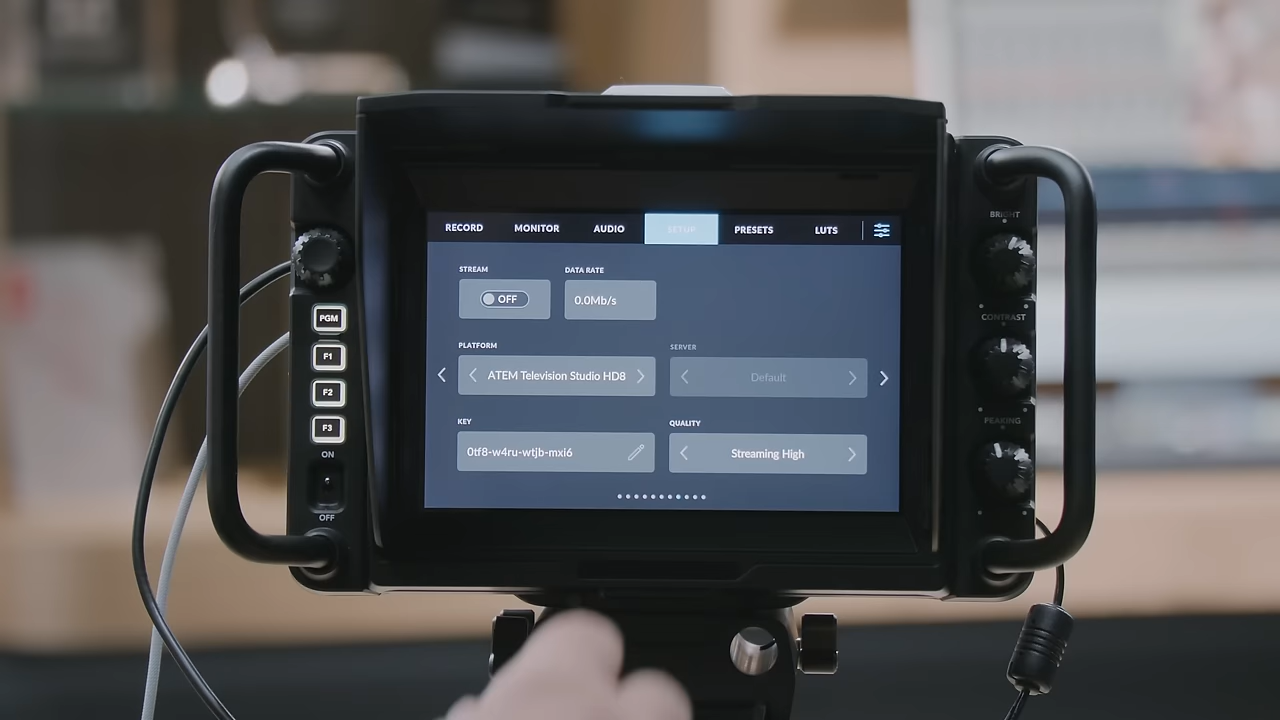 RECORD MONITOR AUDIO SETUP PRESETS LUTS
STREAM DATA RATE
OFF 0.0Mb/s
PLATFORM SERVER
ATEM Television Studio HD8 Default
KEY QUALITY
0tf8-w4ru-wtjb-mxi6 Streaming High
PGM
F1
F2
F3
ON
OFF
BRIGHT
CONTRAST
PEAKING